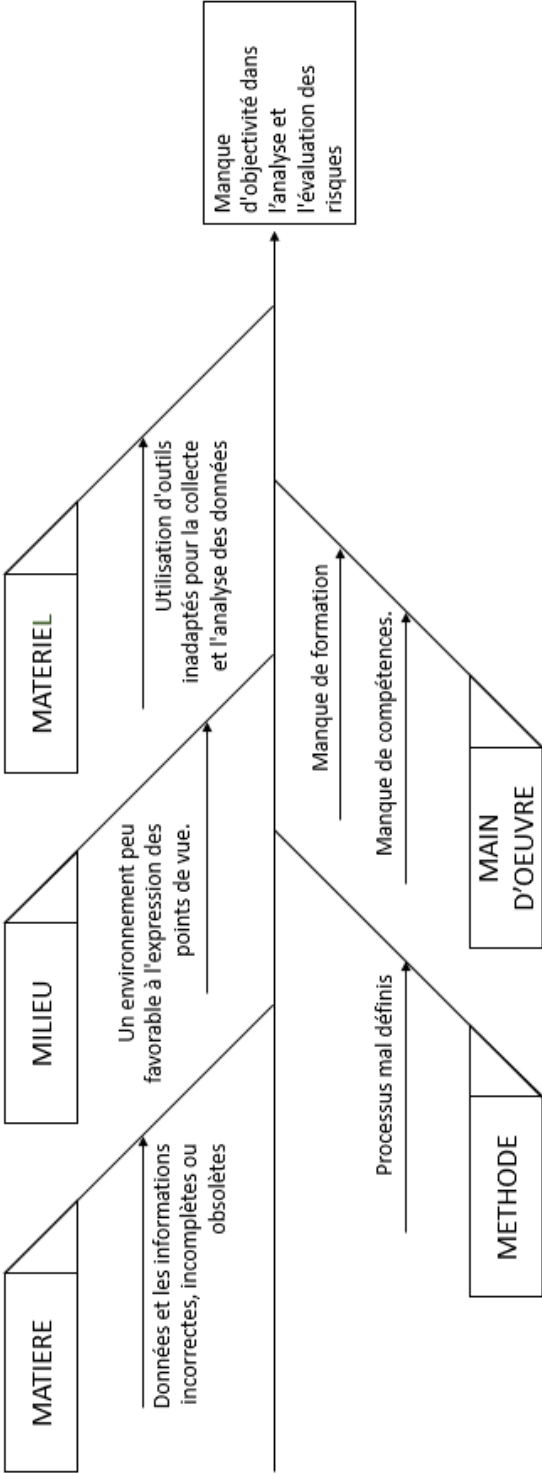 MATIERE
MILIEU
MATERIEL
Données et les informations
incorrectes, incomplètes ou
obsolètes
Un environnement peu
favorable à l'expression des
points de vue.
Utilisation d'outils
inadaptés pour la collecte
et l'analyse des données
Manque
d'objectivité dans
l'analyse et
l'évaluation des
risques
Processus mal définis
Manque de formation
Manque de compétences.
METHODE
MAIN
D'OEUVRE